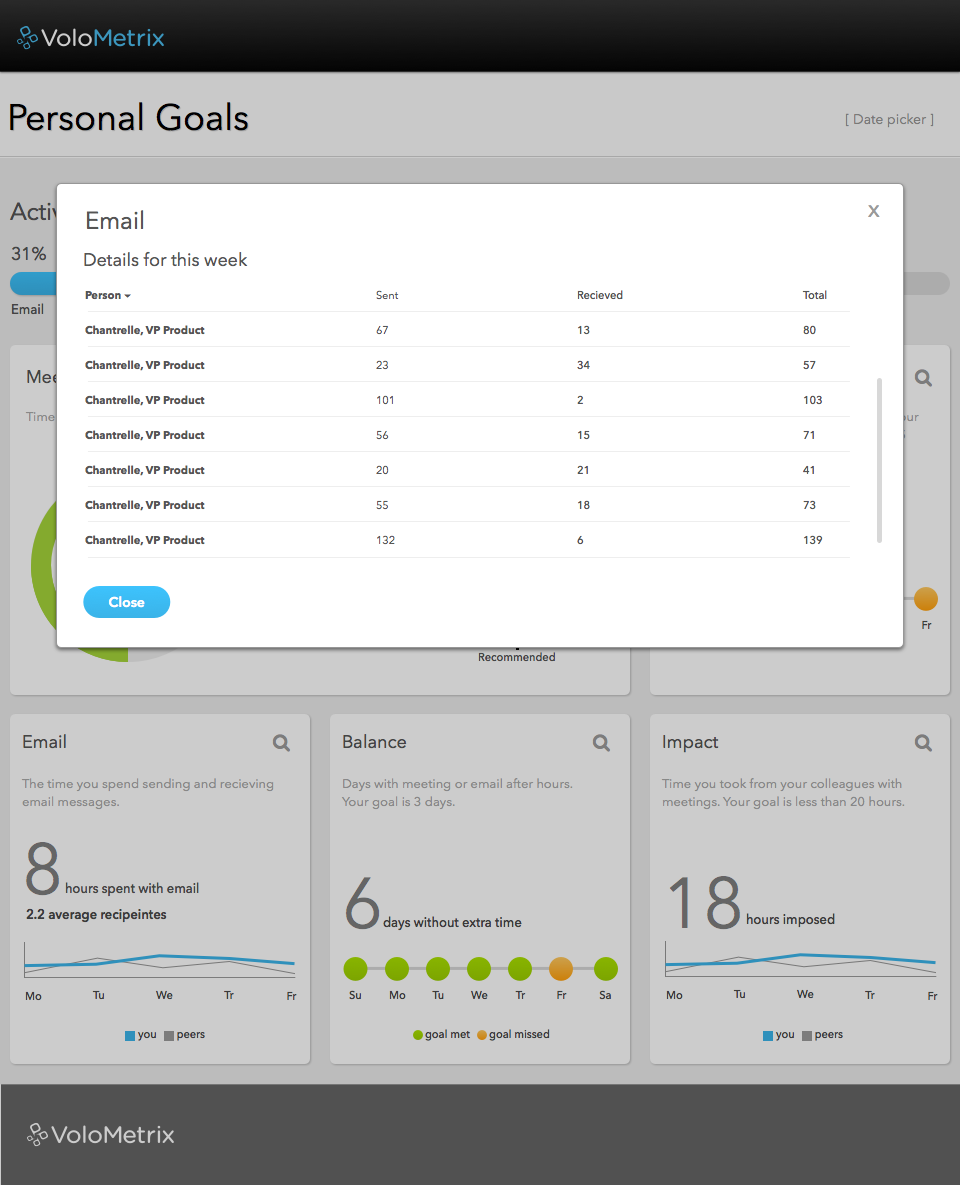 VoloMetrix
Personal Goals
[ Date picker ]
Email
X
Details for this week
Person Sent Recieved Total
Chantrelle, VP Product 67 13 80
Chantrelle, VP Product 23 34 57
Chantrelle, VP Product 101 2 103
Chantrelle, VP Product 56 15 71
Chantrelle, VP Product 20 21 41
Chantrelle, VP Product 55 18 73
Chantrelle, VP Product 132 6 139
Close
31%
Email
Time
Fr
Recommended
Email
The time you spend sending and recieving
email messages.
8 hours spent with email
2.2 average recipeintes
Mo Tu We Tr Fr
you peers
Balance
Days with meeting or email after hours.
Your goal is 3 days.
6 days without extra time
Su Mo Tu We Tr Fr Sa
goal met goal missed
Impact
Time you took from your colleagues with
meetings. Your goal is less than 20 hours.
18 hours imposed
Mo Tu We Tr Fr
you peers
VoloMetrix